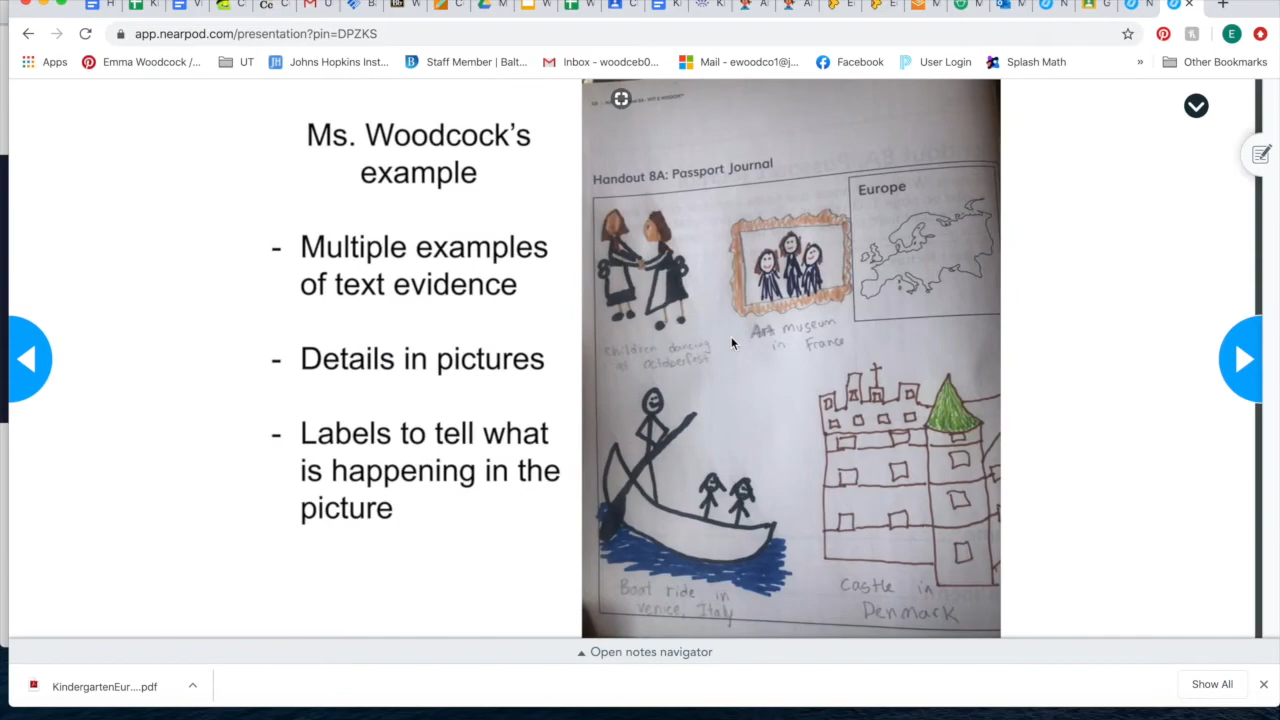 app.nearpod.com/presentation?pin=DPZKS
Apps
Emma Woodcock /...
UT
Johns Hopkins Inst...
Staff Member | Balt...
Inbox - woodceb0...
Mail - ewoodco1@j...
Facebook
User Login
Splash Math
»
Other Bookmarks
E
Ms. Woodcock's
example
- Multiple examples
of text evidence
- Details in pictures
- Labels to tell what
is happening in the
picture
Handout 8A: Passport Journal
Europe
children dancing
at octoberfest
Art museum
in France
Boat ride in
Venice, Italy
Castle in
Denmark
Open notes navigator
KindergartenEur....pdf
Show All